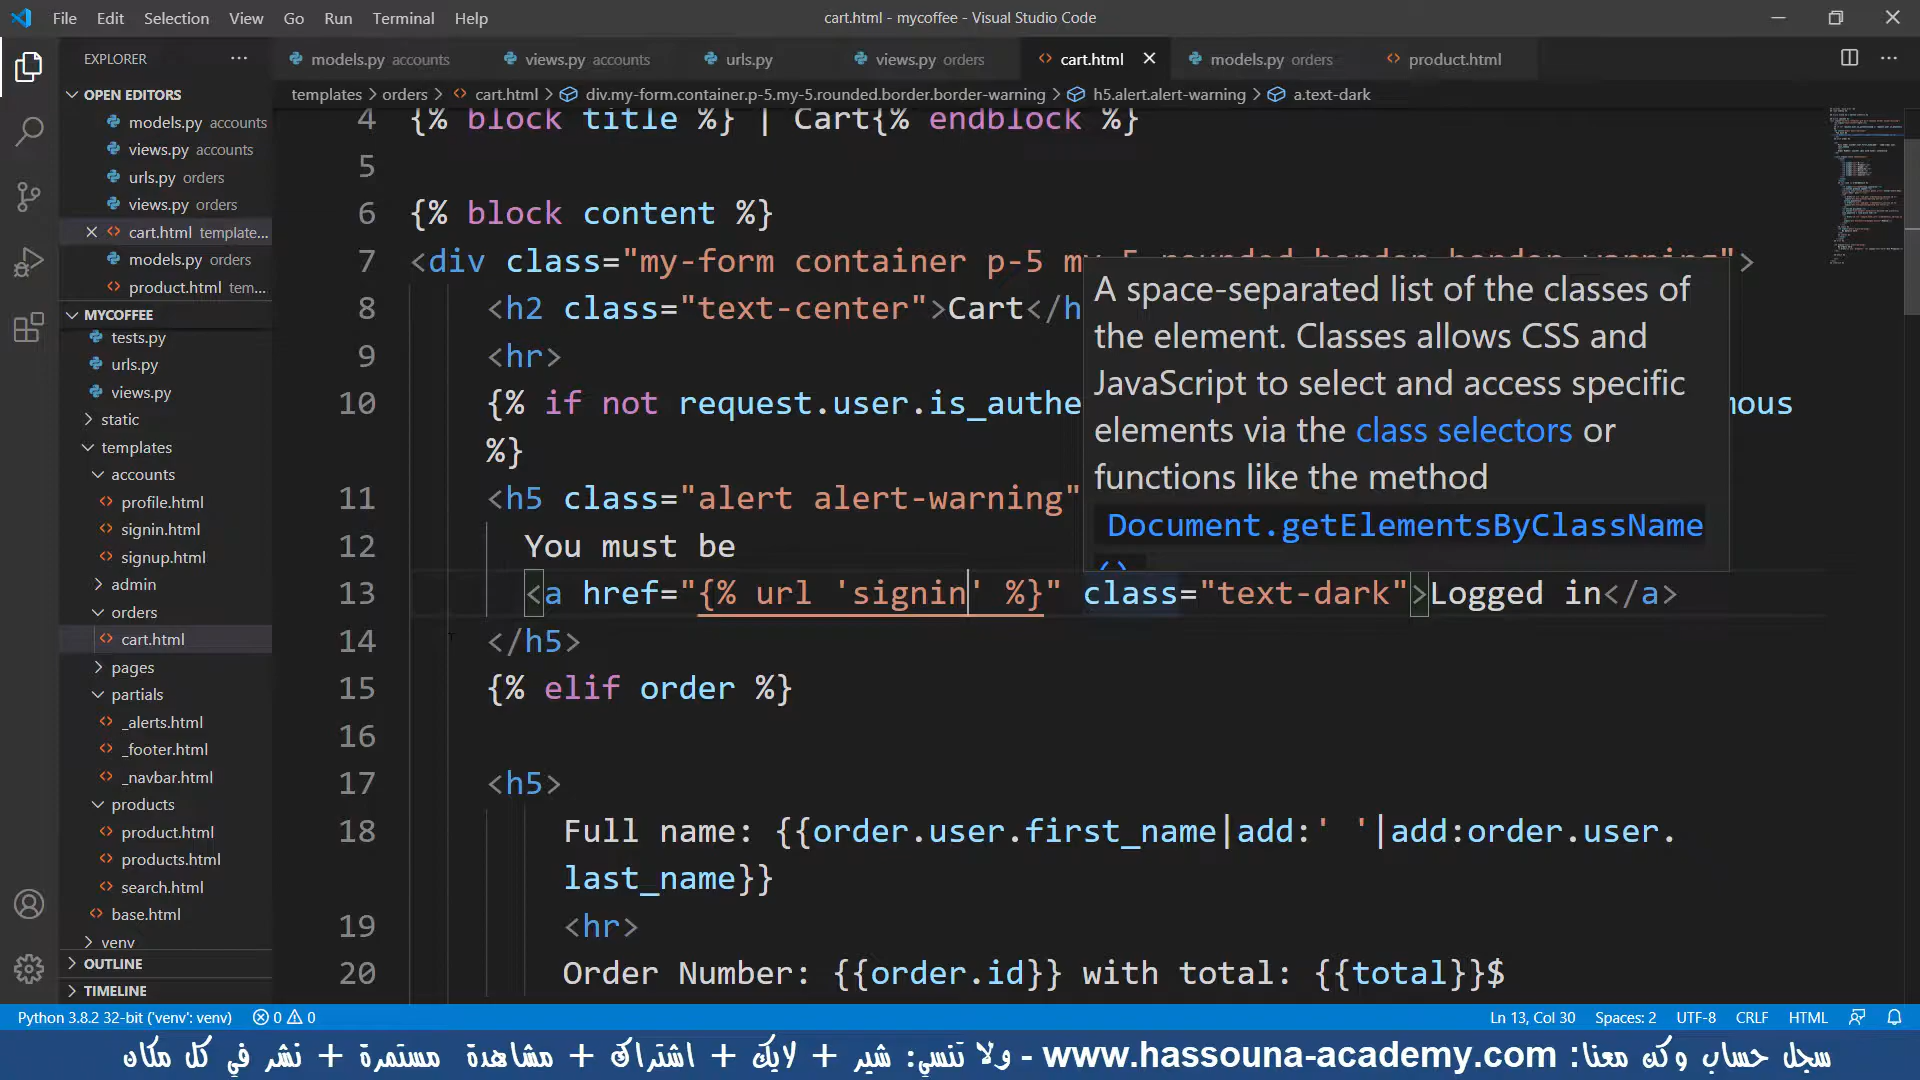 File Edit Selection View Go Run Terminal Help
cart.html - mycoffee - Visual Studio Code
EXPLORER
models.py accounts
views.py accounts
urls.py
views.py orders
cart.html
models.py orders
product.html
templates > orders > cart.html > div.my-form.container.p-5.my-5.rounded.border.border-warning > h5.alert.alert-warning > a.text-dark
OPEN EDITORS
models.py accounts
views.py accounts
urls.py orders
views.py orders
cart.html template...
models.py orders
product.html tem...
MYCOFFEE
tests.py
urls.py
views.py
static
templates
accounts
profile.html
signin.html
signup.html
admin
orders
cart.html
pages
partials
_alerts.html
_footer.html
_navbar.html
products
product.html
products.html
search.html
base.html
venv
OUTLINE
TIMELINE
4 {% block title %} | Cart{% endblock %}
5
6 {% block content %}
7 <div class="my-form container p-5 my-5 rounded border border-warning">
8 <h2 class="text-center">Cart</h
9 <hr>
10 {% if not request.user.is_authe
mous
%}
11 <h5 class="alert alert-warning"
12 You must be
13 <a href="{% url 'signin' %}" class="text-dark">Logged in</a>
14 </h5>
15 {% elif order %}
16
17 <h5>
18 Full name: {{order.user.first_name|add:' '|add:order.user.
last_name}}
19 <hr>
20 Order Number: {{order.id}} with total: {{total}}$
A space-separated list of the classes of
the element. Classes allows CSS and
JavaScript to select and access specific
elements via the class selectors or
functions like the method
Document.getElementsByClassName
()
Python 3.8.2 32-bit ('venv': venv) 0 0
Ln 13, Col 30 Spaces: 2 UTF-8 CRLF HTML
سجل حساب وكن معنا: www.hassouna-academy.com - ولا تنسي: شير + لايك + اشتراك + مشاهدة مستمرة + نشر في كل مكان